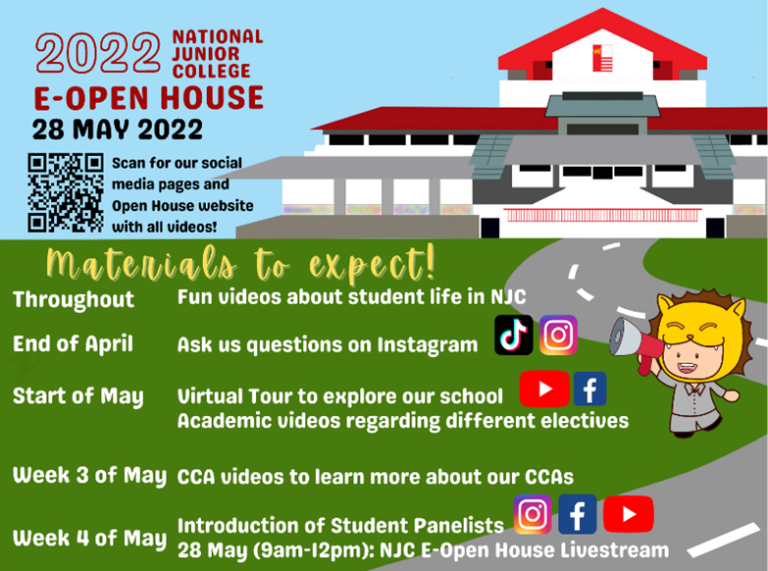 2022 NATIONAL
JUNIOR
COLLEGE
E-OPEN HOUSE
28 MAY 2022
Scan for our social
media pages and
Open House website
with all videos!
Materials to expect!
Throughout Fun videos about student life in NJC
End of April Ask us questions on Instagram
Start of May Virtual Tour to explore our school
Academic videos regarding different electives
Week 3 of May CCA videos to learn more about our CCAs
Week 4 of May Introduction of Student Panelists
28 May (9am-12pm): NJC E-Open House Livestream